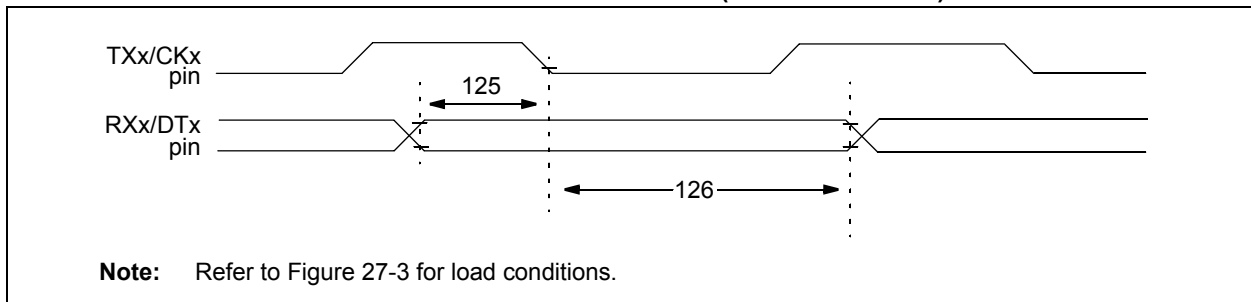 TXx/CKx
pin
125
RXx/DTx
pin
126
Note: Refer to Figure 27-3 for load conditions.